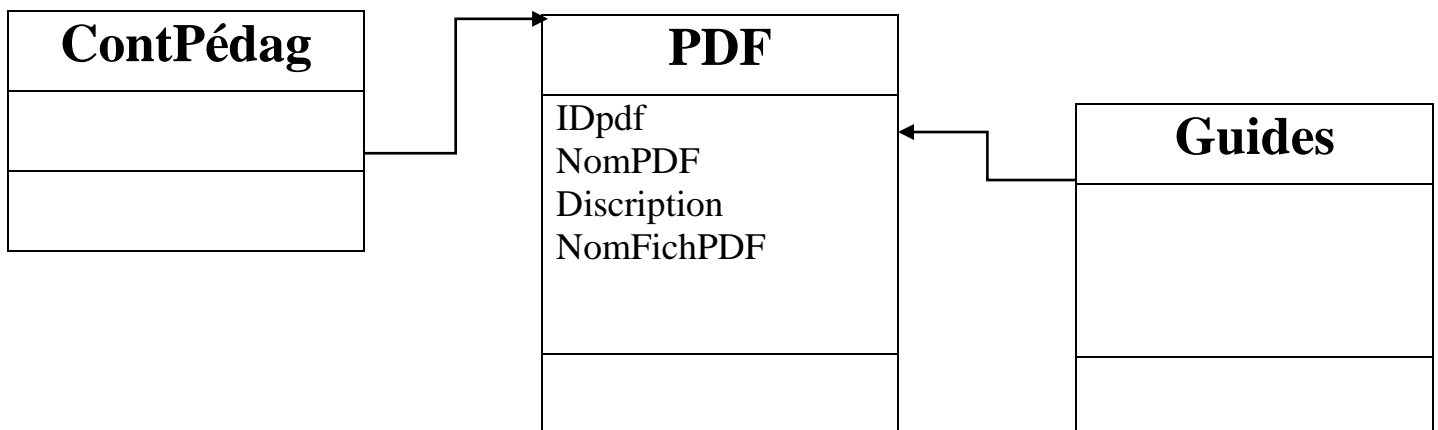 ContPédag
PDF
IDpdf
NomPDF
Discription
NomFichPDF
Guides